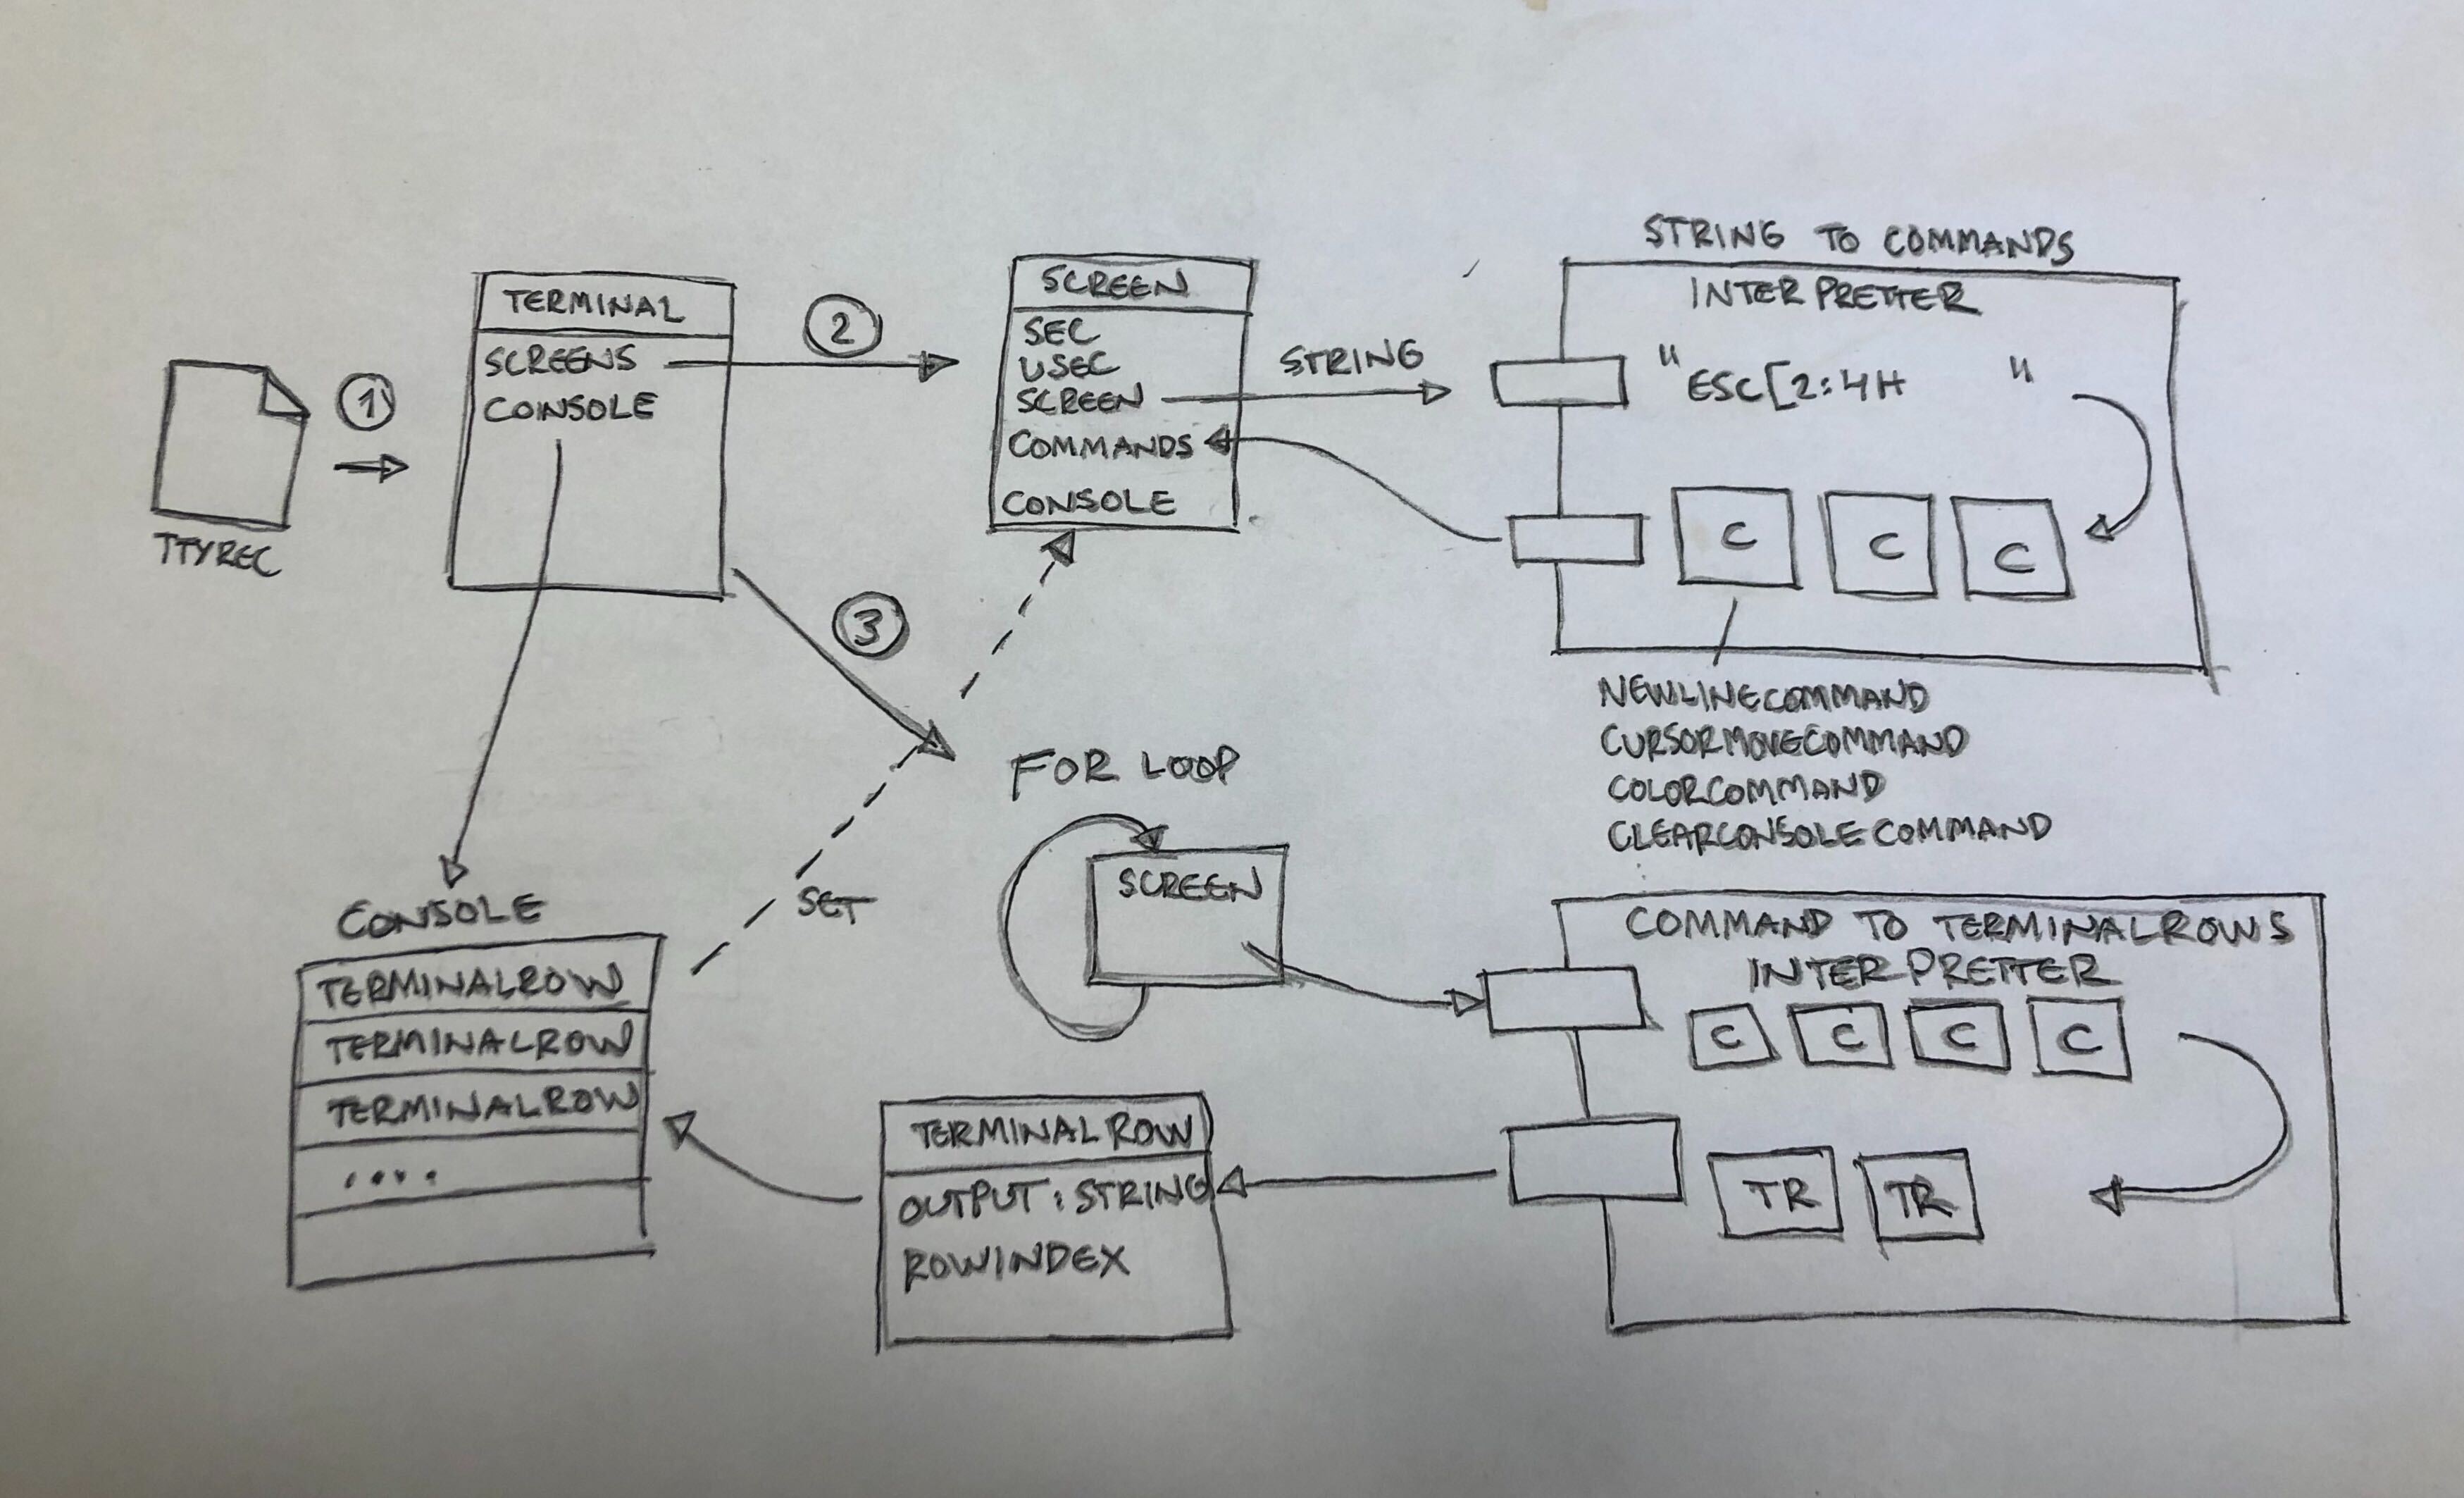 STRING TO COMMANDS
INTERPRETTER
SCREEN
TERMINAL
2
SEC
USEC
SCREEN
COMMANDS
CONSOLE
STRING
"ESC[2:4H "
SCREENS
COINSOLE
1
TTYREC
C C C
3
NEWLINECOMMAND
CURSORMOVECOMMAND
COLORCOMMAND
CLEARCONSOLECOMMAND
FOR LOOP
SCREEN
SET
CONSOLE
TERMINALROW
TERMINALROW
TERMINALROW
....
COMMAND TO TERMINALROWS
INTERPRETTER
C C C C
TR TR
TERMINALROW
OUTPUT: STRING
ROWINDEX